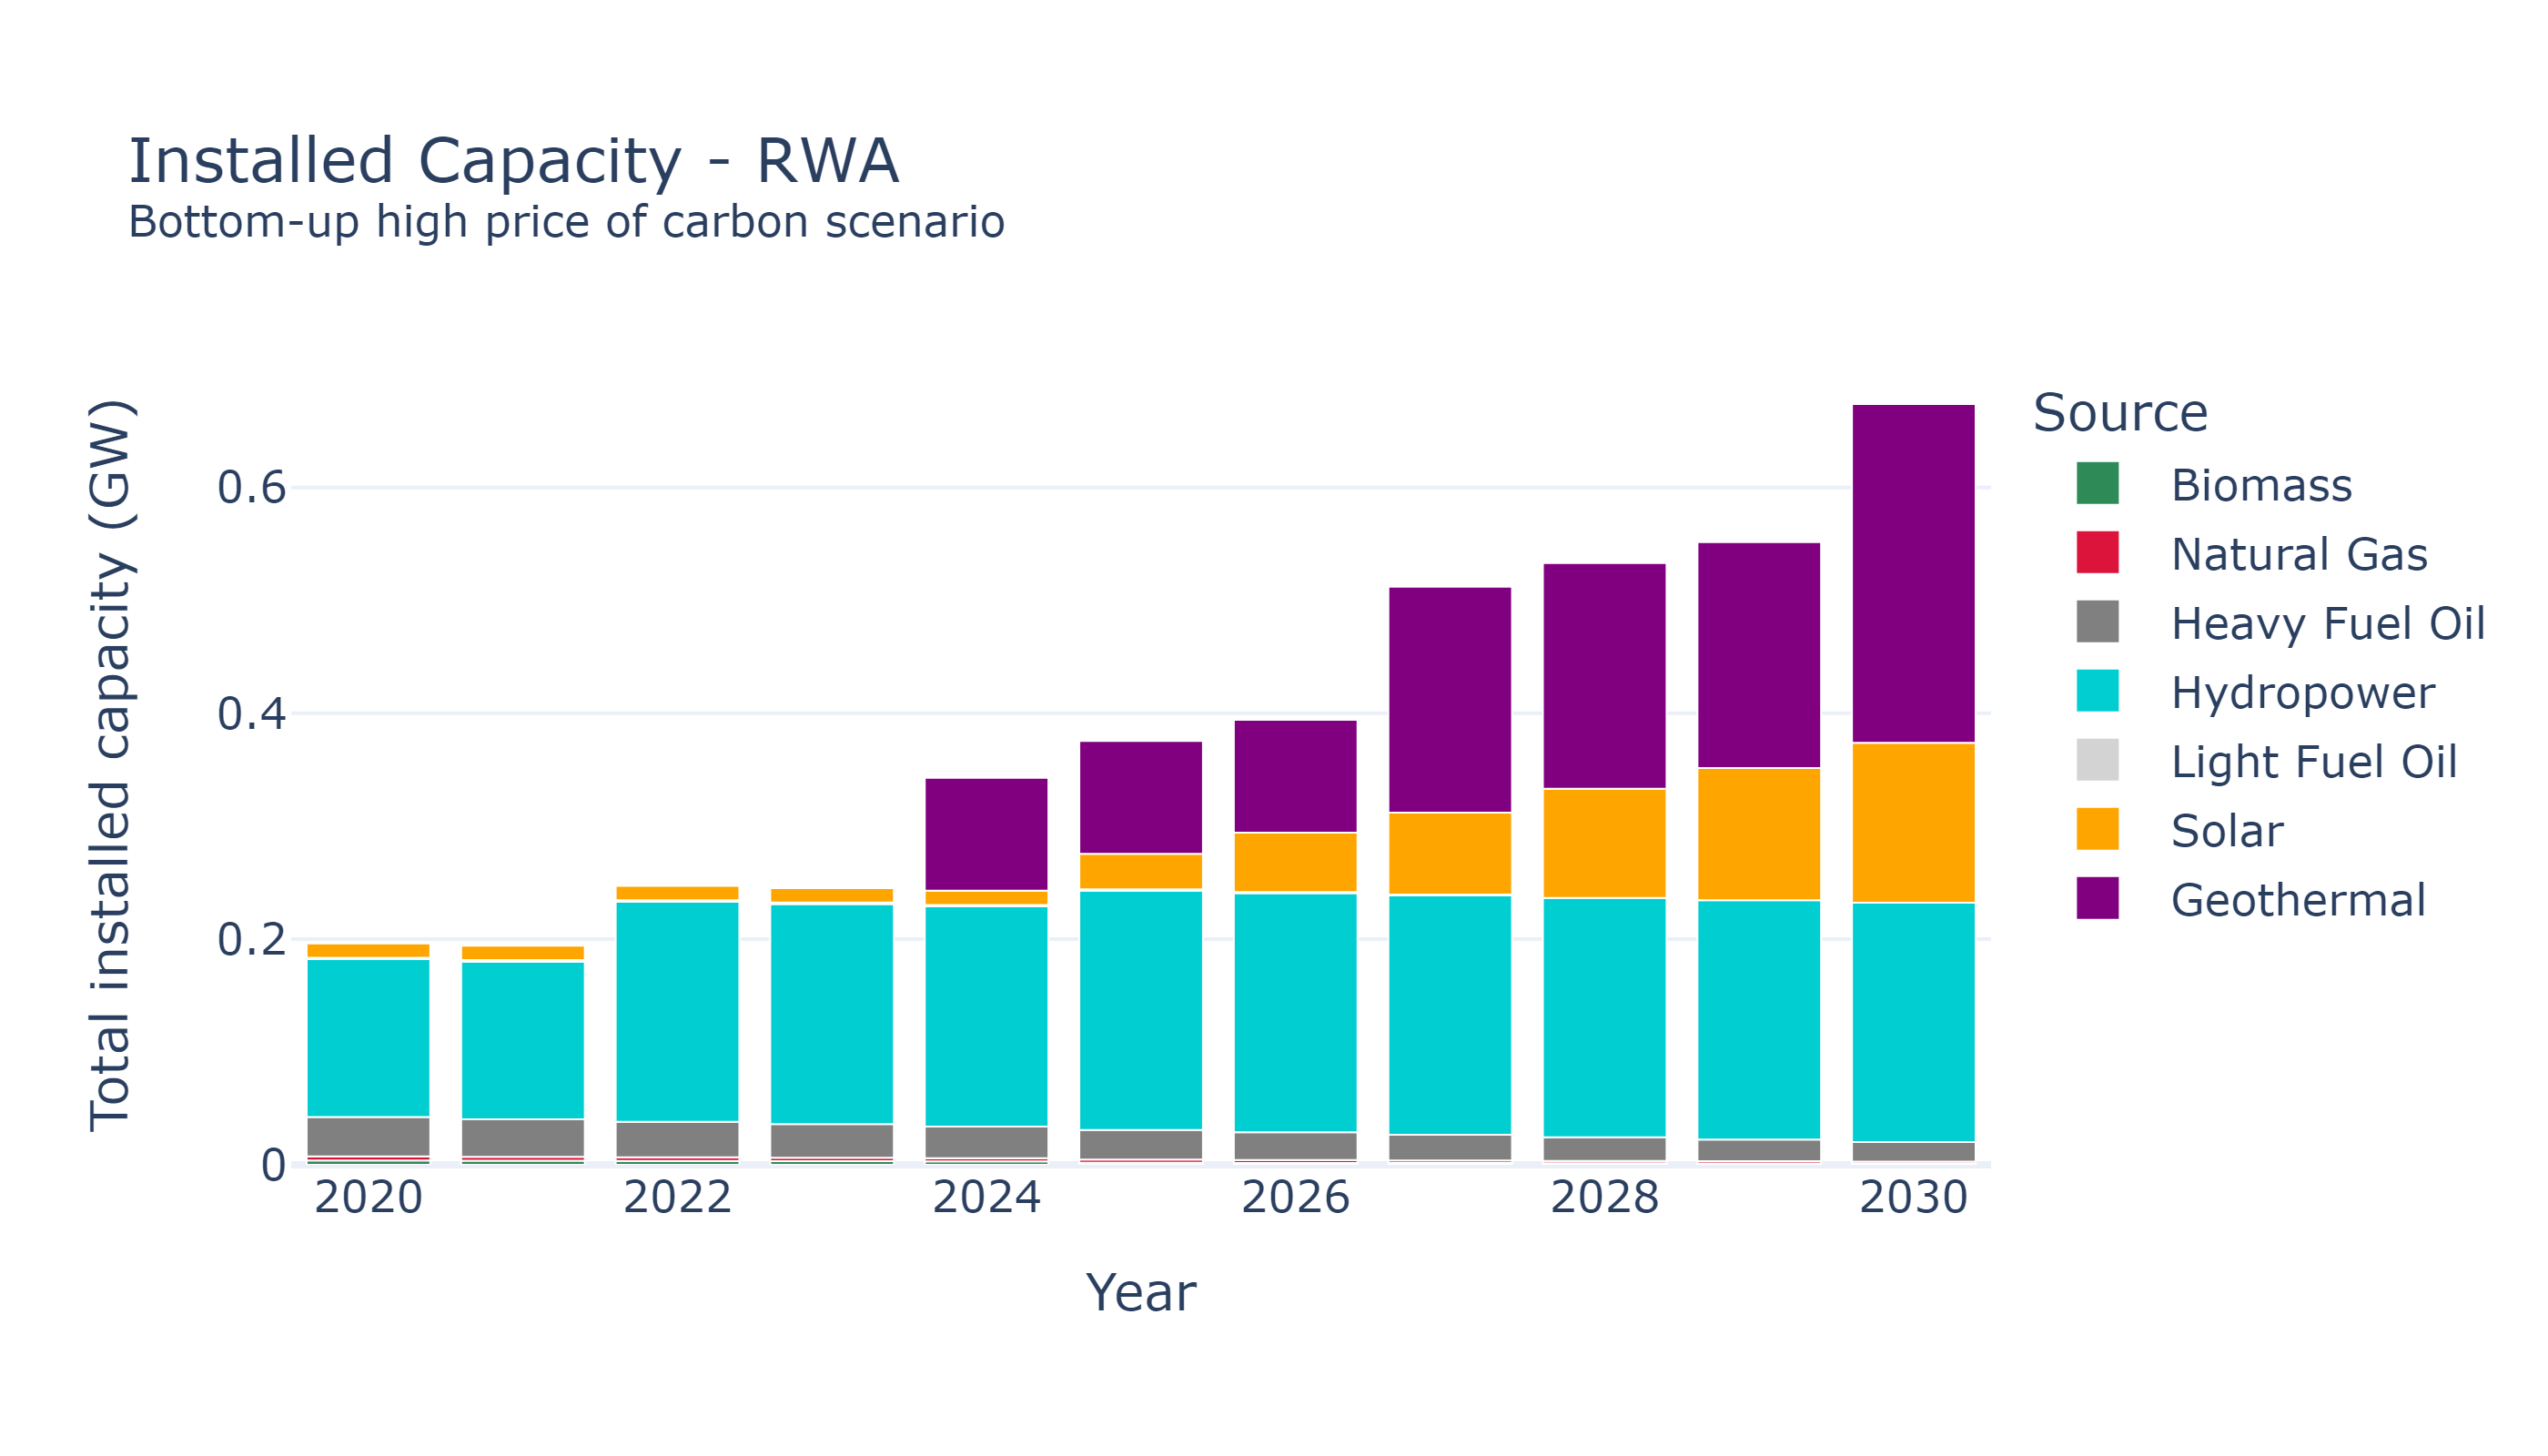 Installed Capacity - RWA
Bottom-up high price of carbon scenario
Total installed capacity (GW)
0.6
0.4
0.2
0
2020
2022
2024
2026
2028
2030
Year
Source
Biomass
Natural Gas
Heavy Fuel Oil
Hydropower
Light Fuel Oil
Solar
Geothermal